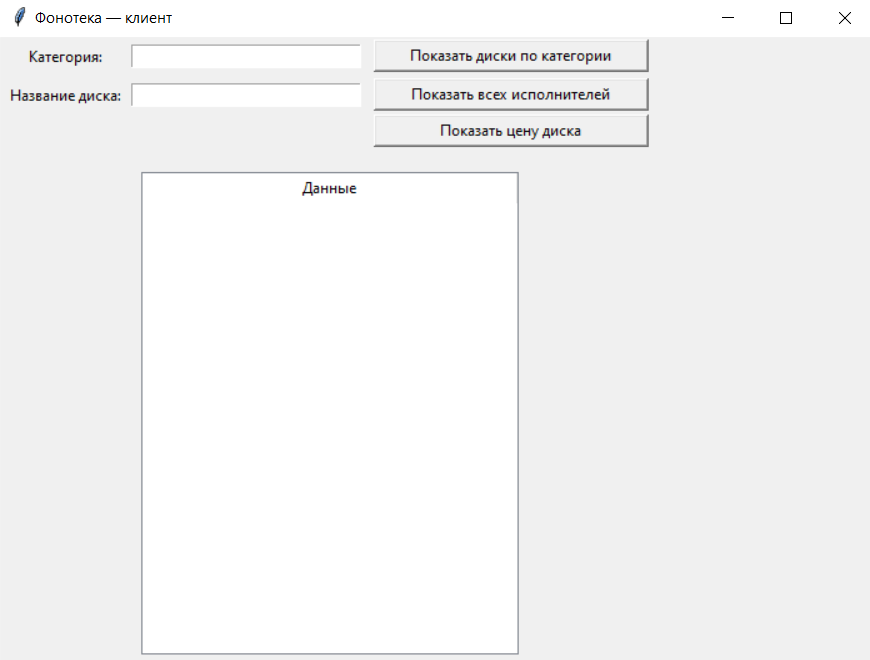 Фонотека — клиент
Категория:
Показать диски по категории
Название диска:
Показать всех исполнителей
Показать цену диска
Данные